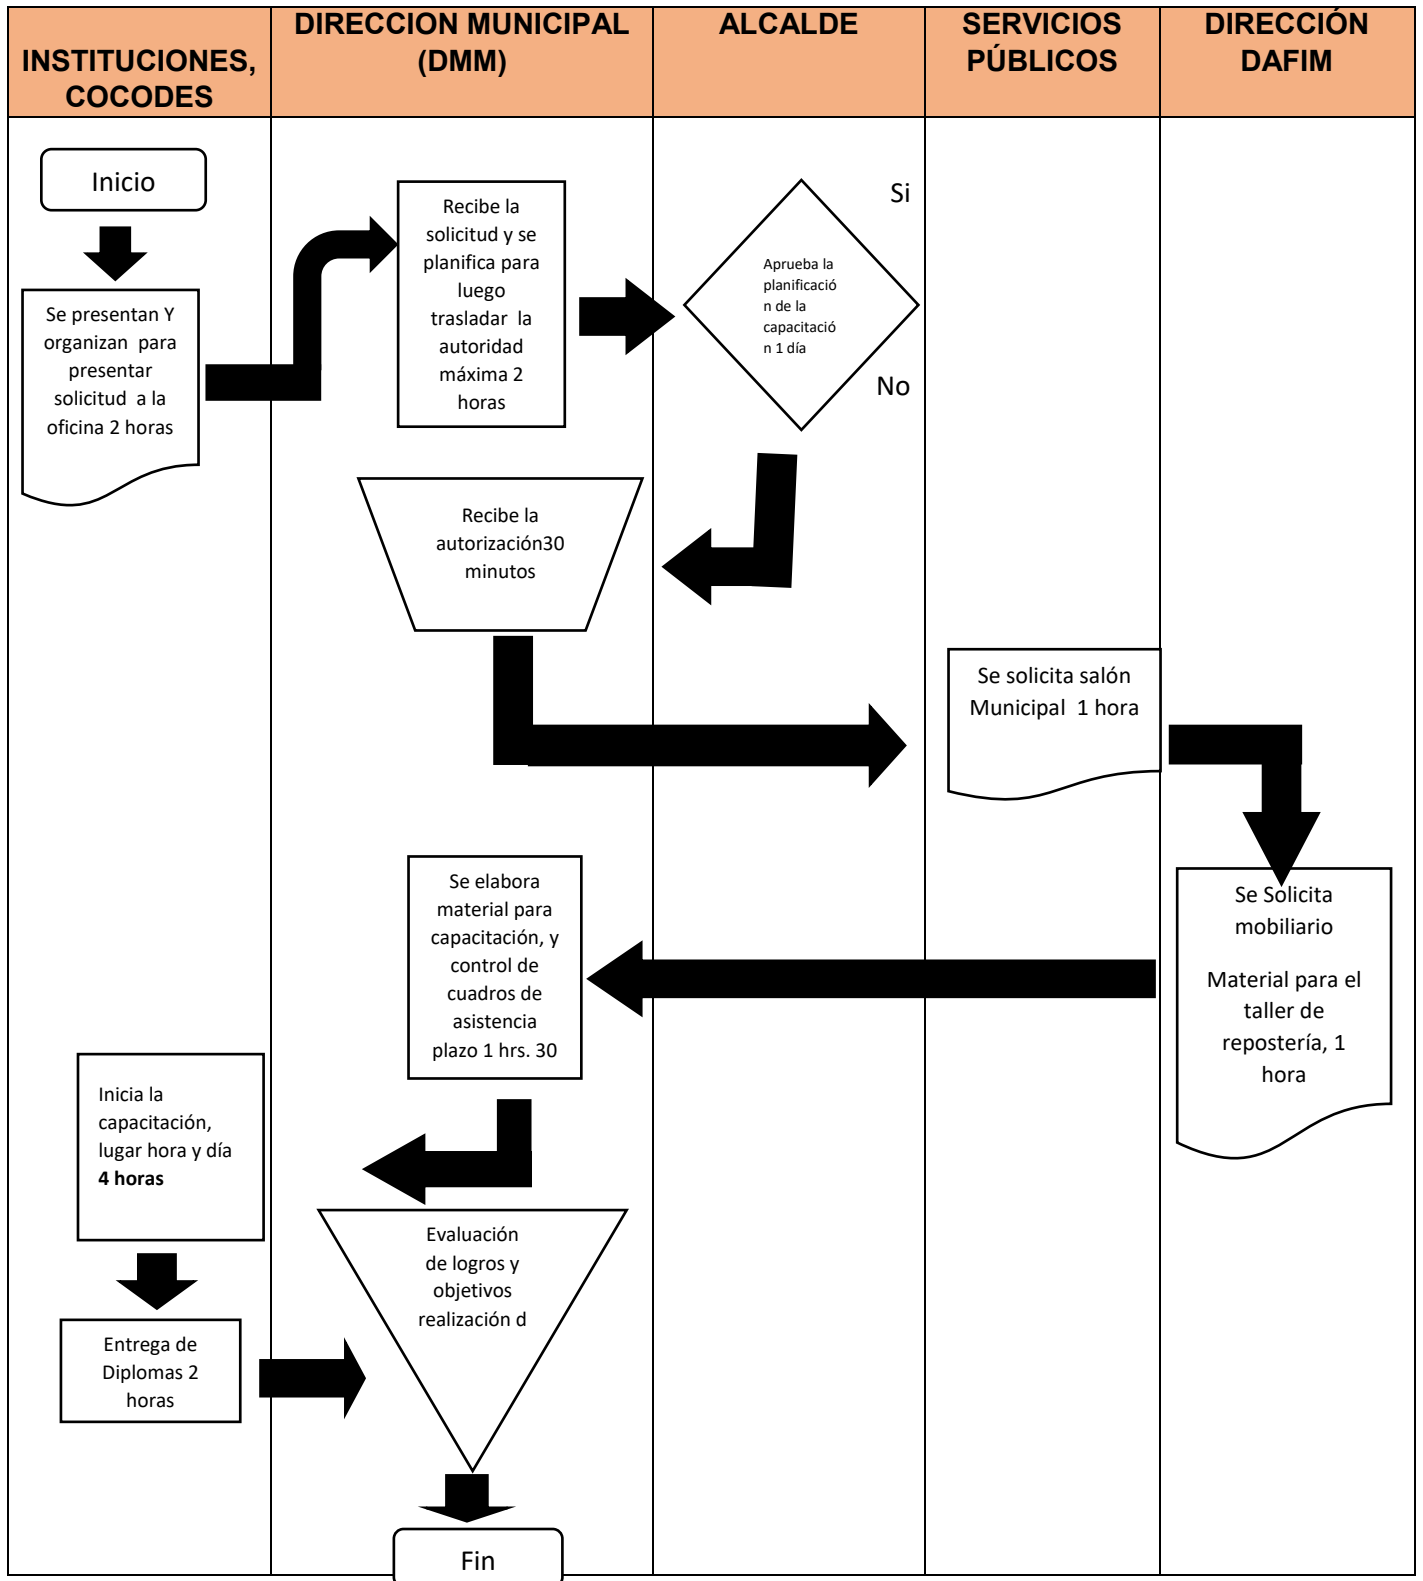 INSTITUCIONES,
COCODES
DIRECCION MUNICIPAL
(DMM)
ALCALDE
SERVICIOS
PÚBLICOS
DIRECCIÓN
DAFIM
Inicio
Se presentan Y
organizan para
presentar
solicitud a la
oficina 2 horas
Recibe la
solicitud y se
planifica para
luego
trasladar la
autoridad
máxima 2
horas
Si
Aprueba la
planificació
n de la
capacitació
n 1 día
No
Recibe la
autorización30
minutos
Se solicita salón
Municipal 1 hora
Se Solicita
mobiliario
Material para el
taller de
repostería, 1
hora
Se elabora
material para
capacitación, y
control de
cuadros de
asistencia
plazo 1 hrs. 30
Inicia la
capacitación,
lugar hora y día
4 horas
Entrega de
Diplomas 2
horas
Evaluación
de logros y
objetivos
realización d
Fin